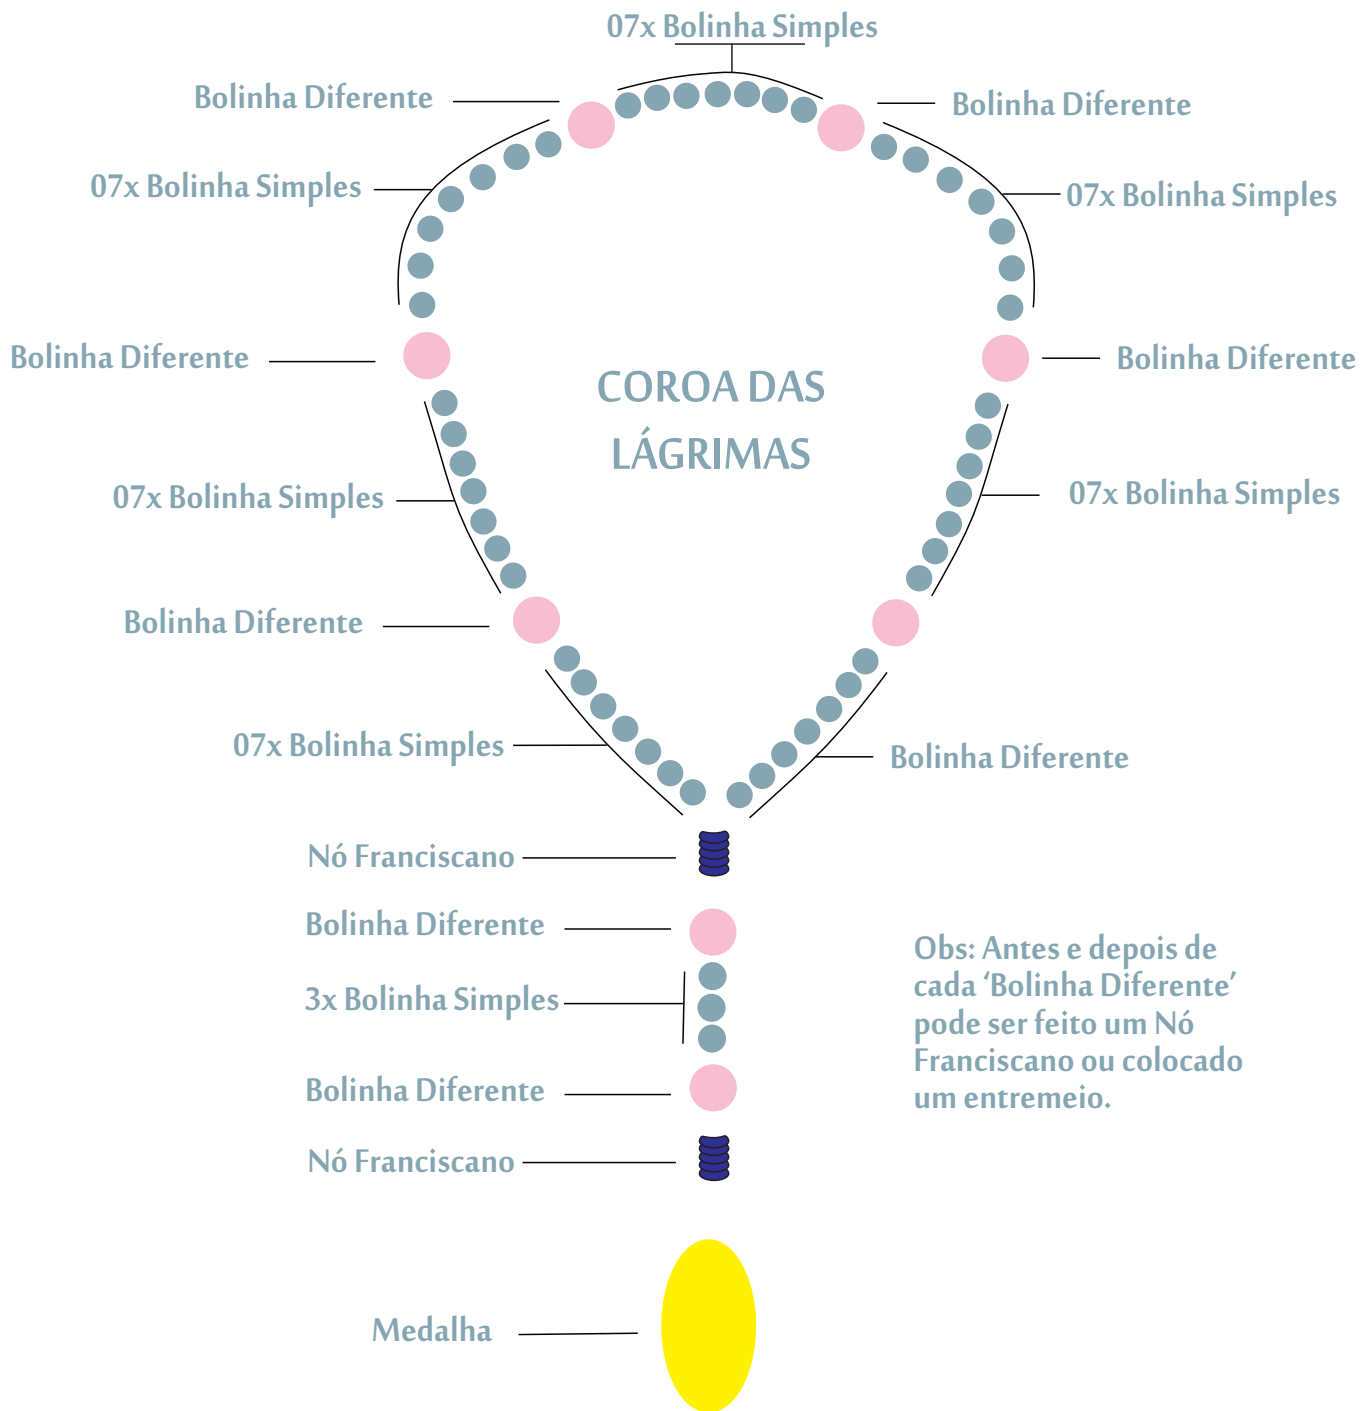 07x Bolinha Simples
Bolinha Diferente
Bolinha Diferente
07x Bolinha Simples
07x Bolinha Simples
Bolinha Diferente
Bolinha Diferente
COROA DAS
LÁGRIMAS
07x Bolinha Simples
07x Bolinha Simples
Bolinha Diferente
07x Bolinha Simples
Bolinha Diferente
Nó Franciscano
Bolinha Diferente
3x Bolinha Simples
Bolinha Diferente
Nó Franciscano
Obs: Antes e depois de
cada ‘Bolinha Diferente’
pode ser feito um Nó
Franciscano ou colocado
um entremeio.
Medalha